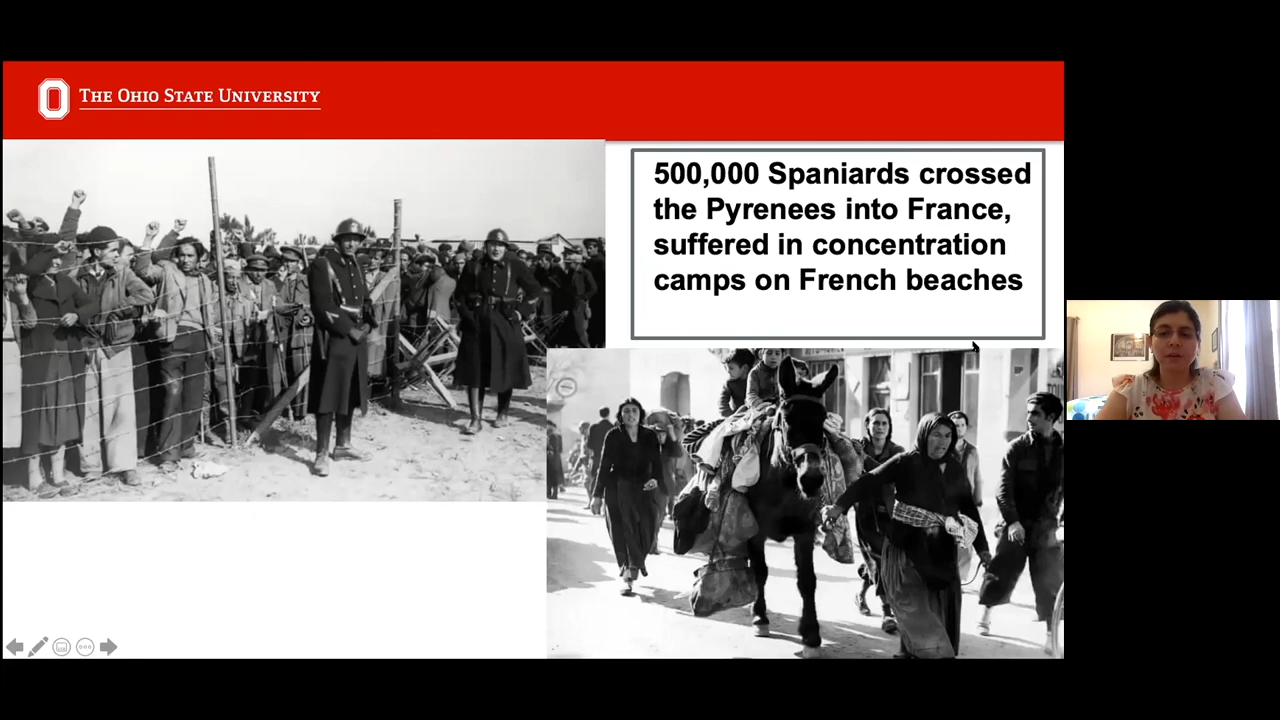 THE OHIO STATE UNIVERSITY
500,000 Spaniards crossed
the Pyrenees into France,
suffered in concentration
camps on French beaches